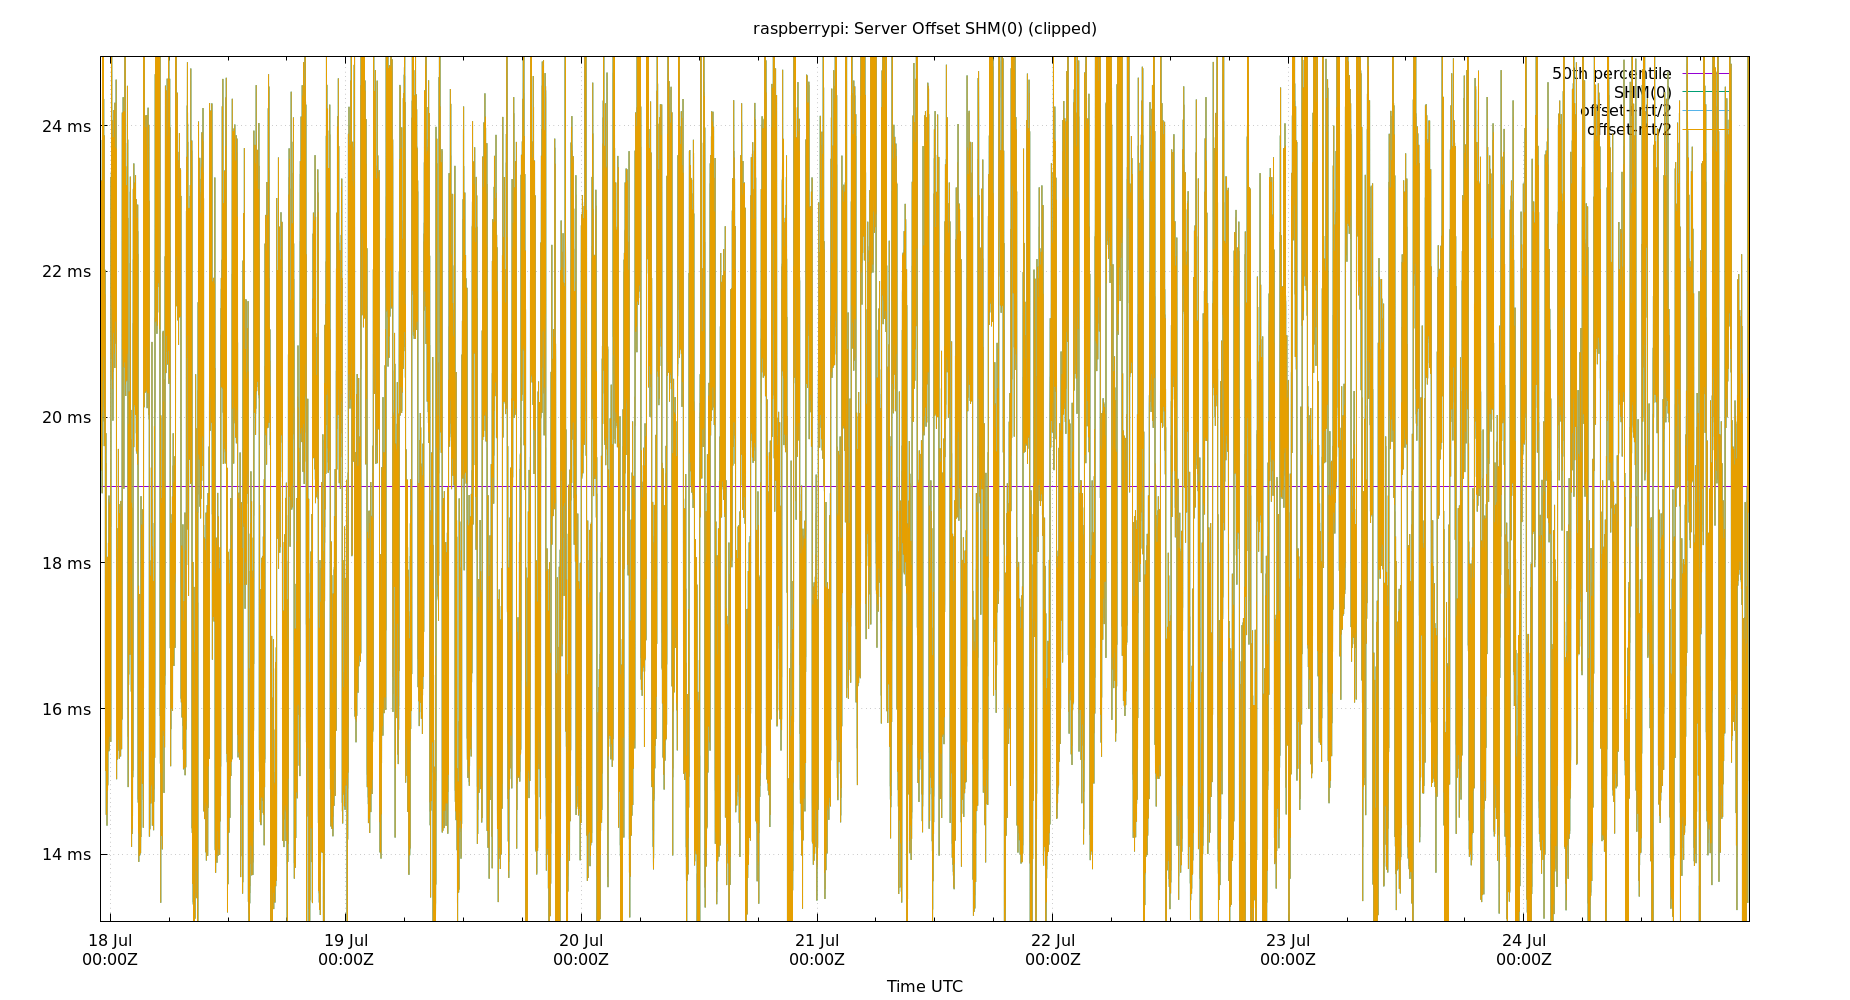 raspberrypi: Server Offset SHM(0) (clipped)
50th percentile
SHM(0)
offset+rtt/2
offset-rtt/2
24 ms
22 ms
20 ms
18 ms
16 ms
14 ms
18 Jul 19 Jul 20 Jul 21 Jul 22 Jul 23 Jul 24 Jul
00:00Z 00:00Z 00:00Z 00:00Z 00:00Z 00:00Z 00:00Z
Time UTC